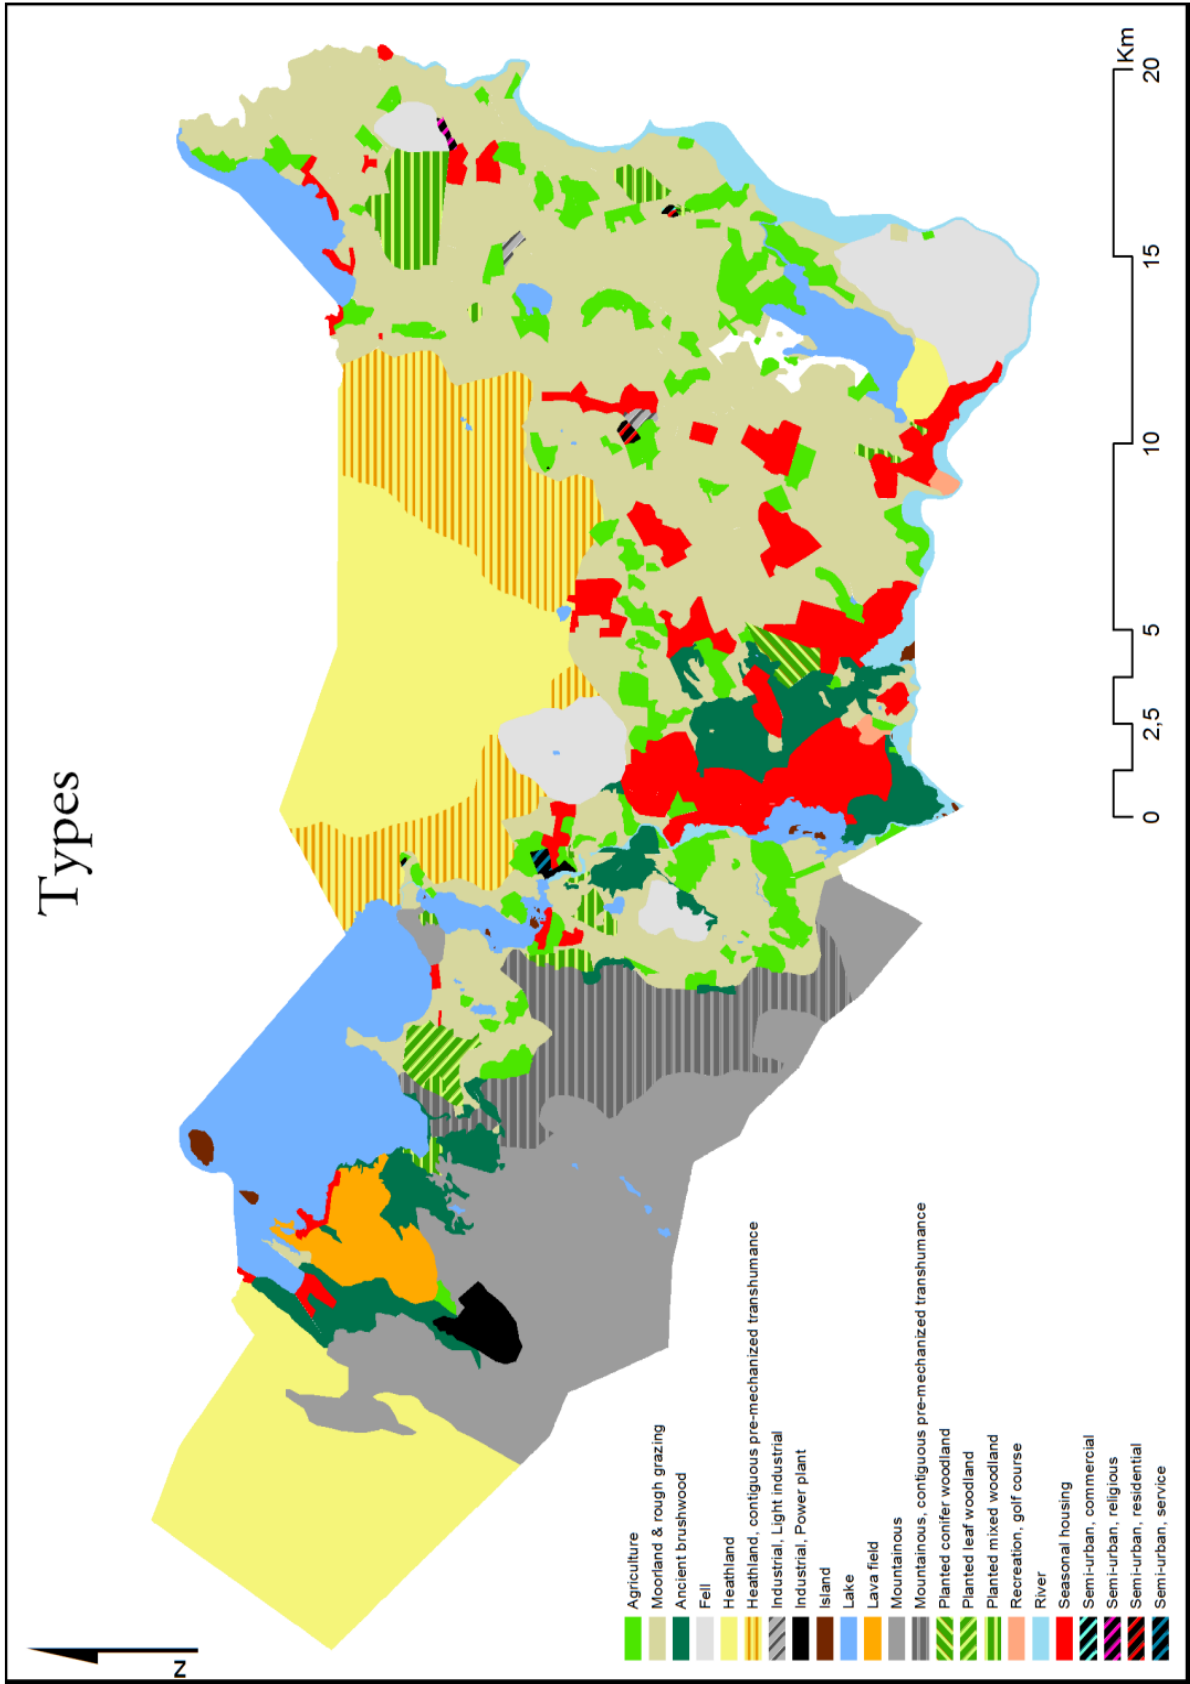 Types
N
Agriculture
Moorland & rough grazing
Ancient brushwood
Fell
Heathland
Heathland, contiguous pre-mechanized transhumance
Industrial, Light industrial
Industrial, Power plant
Island
Lake
Lava field
Mountainous
Mountainous, contiguous pre-mechanized transhumance
Planted conifer woodland
Planted leaf woodland
Planted mixed woodland
Recreation, golf course
River
Seasonal housing
Semi-urban, commercial
Semi-urban, religious
Semi-urban, residential
Semi-urban, service
0 2,5 5 10 15 20
Km